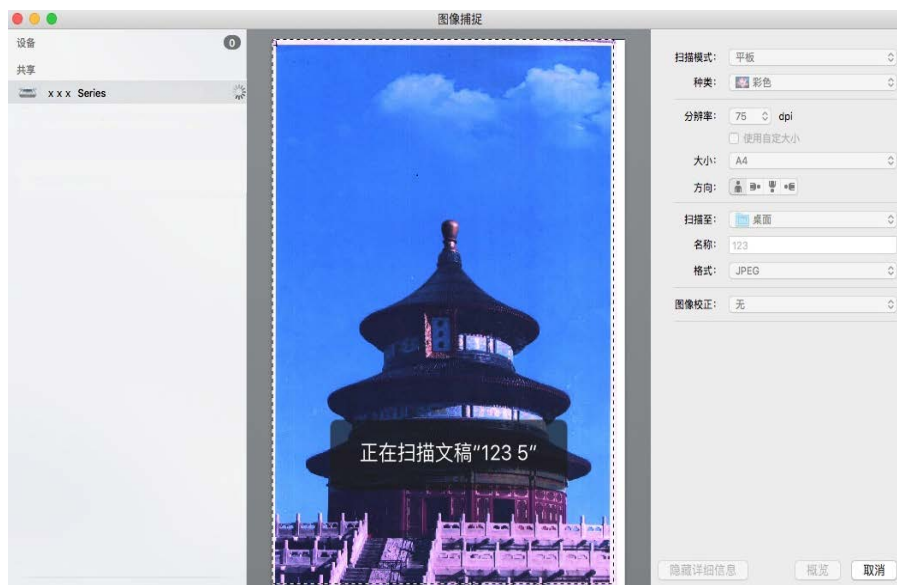 图像捕捉
设备 0
共享
x x x Series
扫描模式： 平板
种类： 彩色
分辨率： 75 dpi
使用自定大小
大小： A4
方向：
扫描至： 桌面
名称： 123
格式： JPEG
图像校正： 无
正在扫描文稿“123 5”
隐藏详细信息 概览 取消